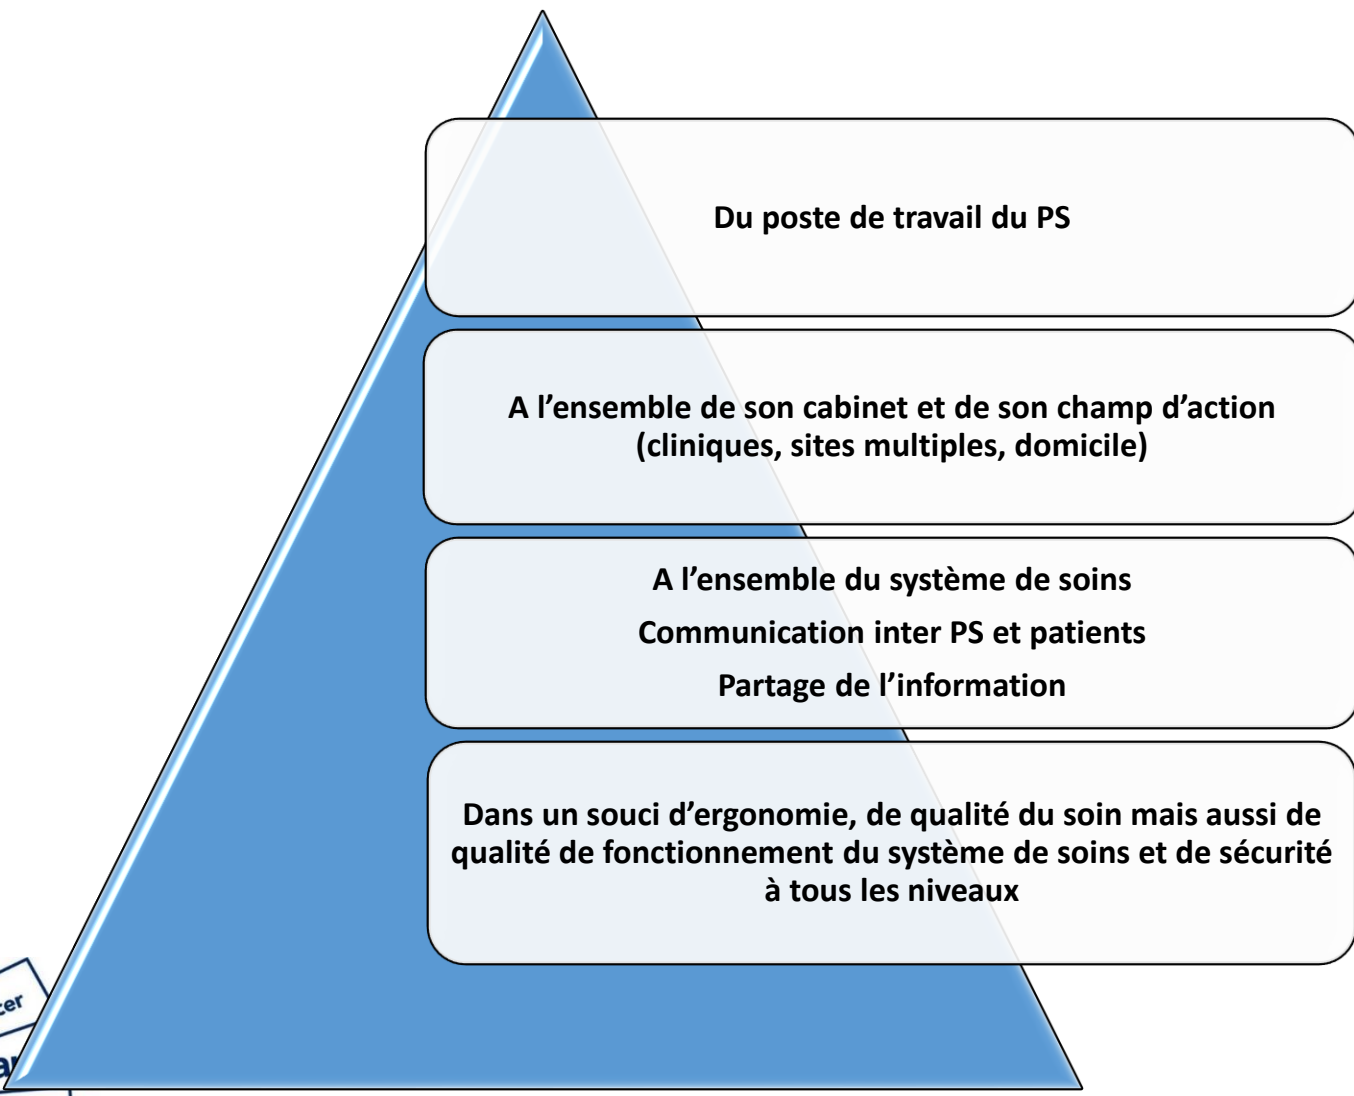 Du poste de travail du PS
A l’ensemble de son cabinet et de son champ d’action
(cliniques, sites multiples, domicile)
A l’ensemble du système de soins
Communication inter PS et patients
Partage de l’information
Dans un souci d’ergonomie, de qualité du soin mais aussi de
qualité de fonctionnement du système de soins et de sécurité
à tous les niveaux